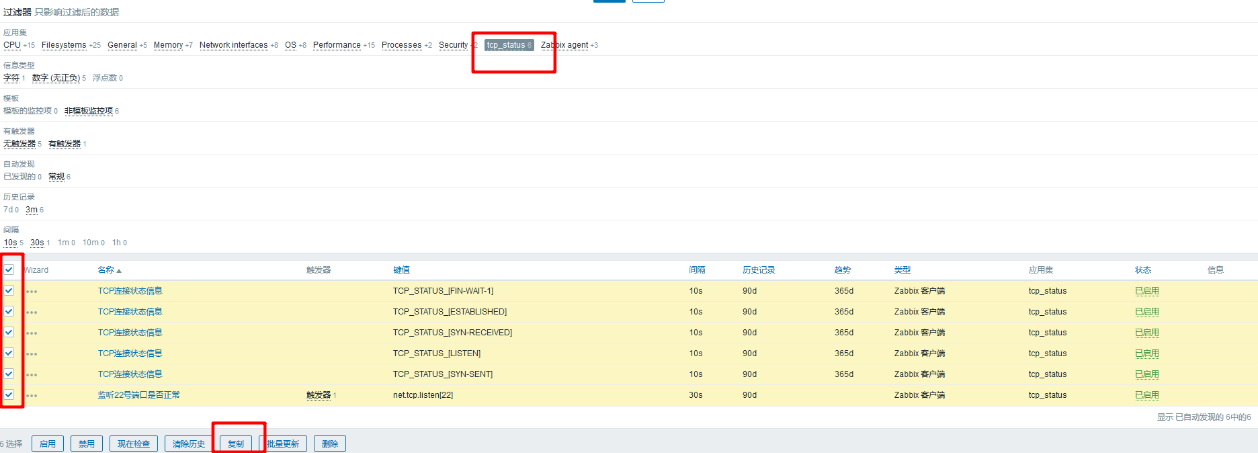 过滤器 只影响过滤后的数据
应用集
CPU +15 Filesystems +25 General +5 Memory +7 Network interfaces +8 OS +8 Performance +15 Processes +2 Security +2 tcp_status 6 Zabbix agent +3
信息类型
字符 1 数字 (无正负) 5 浮点数 0
模板
模板的监控项 0 非模板监控项 6
有触发器
无触发器 5 有触发器 1
自动发现
已发现的 0 常规 6
历史记录
7d 0 3m 6
间隔
10s 5 30s 1 1m 0 10m 0 1h 0
Wizard 名称 触发器 键值 间隔 历史记录 趋势 类型 应用集 状态 信息
TCP连接状态信息 TCP_STATUS_[FIN-WAIT-1] 10s 90d 365d Zabbix 客户端 tcp_status 已启用
TCP连接状态信息 TCP_STATUS_[ESTABLISHED] 10s 90d 365d Zabbix 客户端 tcp_status 已启用
TCP连接状态信息 TCP_STATUS_[SYN-RECEIVED] 10s 90d 365d Zabbix 客户端 tcp_status 已启用
TCP连接状态信息 TCP_STATUS_[LISTEN] 10s 90d 365d Zabbix 客户端 tcp_status 已启用
TCP连接状态信息 TCP_STATUS_[SYN-SENT] 10s 90d 365d Zabbix 客户端 tcp_status 已启用
监听22号端口是否正常 触发器 1 net.tcp.listen[22] 30s 90d 365d Zabbix 客户端 tcp_status 已启用
显示 已自动发现的 6中的6
6 选择 启用 禁用 现在检查 清除历史 复制 批量更新 删除